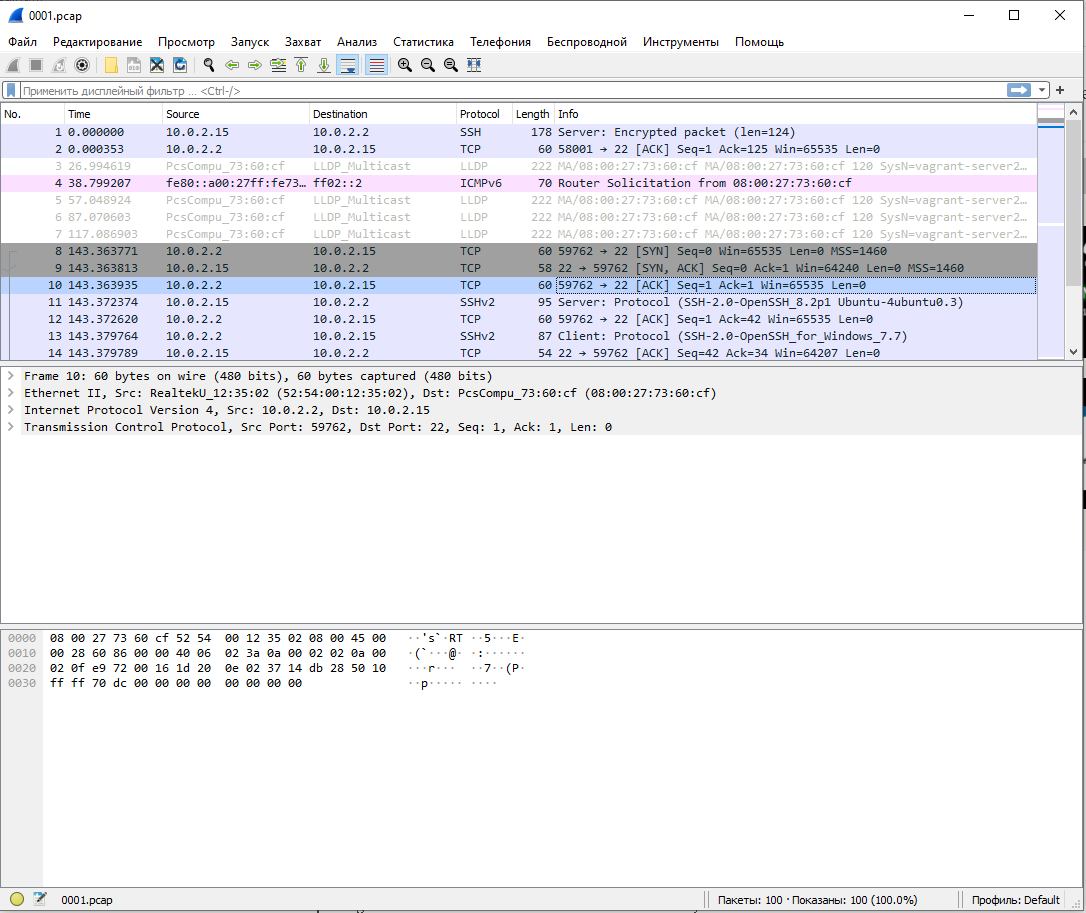 0001.pcap
Файл Редактирование Просмотр Запуск Захват Анализ Статистика Телефония Беспроводной Инструменты Помощь
Применить дисплейный фильтр ... <Ctrl-/>
No. Time Source Destination Protocol Length Info
1 0.000000 10.0.2.15 10.0.2.2 SSH 178 Server: Encrypted packet (len=124)
2 0.000353 10.0.2.2 10.0.2.15 TCP 60 58001 → 22 [ACK] Seq=1 Ack=125 Win=65535 Len=0
3 26.994619 PcsCompu_73:60:cf LLDP_Multicast LLDP 222 MA/08:00:27:73:60:cf MA/08:00:27:73:60:cf 120 SysN=vagrant-server2…
4 38.799207 fe80::a00:27ff:fe73… ff02::2 ICMPv6 70 Router Solicitation from 08:00:27:73:60:cf
5 57.048924 PcsCompu_73:60:cf LLDP_Multicast LLDP 222 MA/08:00:27:73:60:cf MA/08:00:27:73:60:cf 120 SysN=vagrant-server2…
6 87.070603 PcsCompu_73:60:cf LLDP_Multicast LLDP 222 MA/08:00:27:73:60:cf MA/08:00:27:73:60:cf 120 SysN=vagrant-server2…
7 117.086903 PcsCompu_73:60:cf LLDP_Multicast LLDP 222 MA/08:00:27:73:60:cf MA/08:00:27:73:60:cf 120 SysN=vagrant-server2…
8 143.363771 10.0.2.2 10.0.2.15 TCP 60 59762 → 22 [SYN] Seq=0 Win=65535 Len=0 MSS=1460
9 143.363813 10.0.2.15 10.0.2.2 TCP 58 22 → 59762 [SYN, ACK] Seq=0 Ack=1 Win=64240 Len=0 MSS=1460
10 143.363935 10.0.2.2 10.0.2.15 TCP 60 59762 → 22 [ACK] Seq=1 Ack=1 Win=65535 Len=0
11 143.372374 10.0.2.15 10.0.2.2 SSHv2 95 Server: Protocol (SSH-2.0-OpenSSH_8.2p1 Ubuntu-4ubuntu0.3)
12 143.372620 10.0.2.2 10.0.2.15 TCP 60 59762 → 22 [ACK] Seq=1 Ack=42 Win=65535 Len=0
13 143.379764 10.0.2.2 10.0.2.15 SSHv2 87 Client: Protocol (SSH-2.0-OpenSSH_for_Windows_7.7)
14 143.379789 10.0.2.15 10.0.2.2 TCP 54 22 → 59762 [ACK] Seq=42 Ack=34 Win=64207 Len=0
Frame 10: 60 bytes on wire (480 bits), 60 bytes captured (480 bits)
Ethernet II, Src: RealtekU_12:35:02 (52:54:00:12:35:02), Dst: PcsCompu_73:60:cf (08:00:27:73:60:cf)
Internet Protocol Version 4, Src: 10.0.2.2, Dst: 10.0.2.15
Transmission Control Protocol, Src Port: 59762, Dst Port: 22, Seq: 1, Ack: 1, Len: 0
0000 08 00 27 73 60 cf 52 54 00 12 35 02 08 00 45 00 ··'s`·RT ··5···E·
0010 00 28 60 86 00 00 40 06 02 3a 0a 00 02 02 0a 00 ·(`···@· ·:······
0020 02 0f e9 72 00 16 1d 20 0e 02 37 14 db 28 50 10 ···r··· ··7··(P·
0030 ff ff 70 dc 00 00 00 00 00 00 00 00 ··p····· ····
0001.pcap
Пакеты: 100 · Показаны: 100 (100.0%)
Профиль: Default